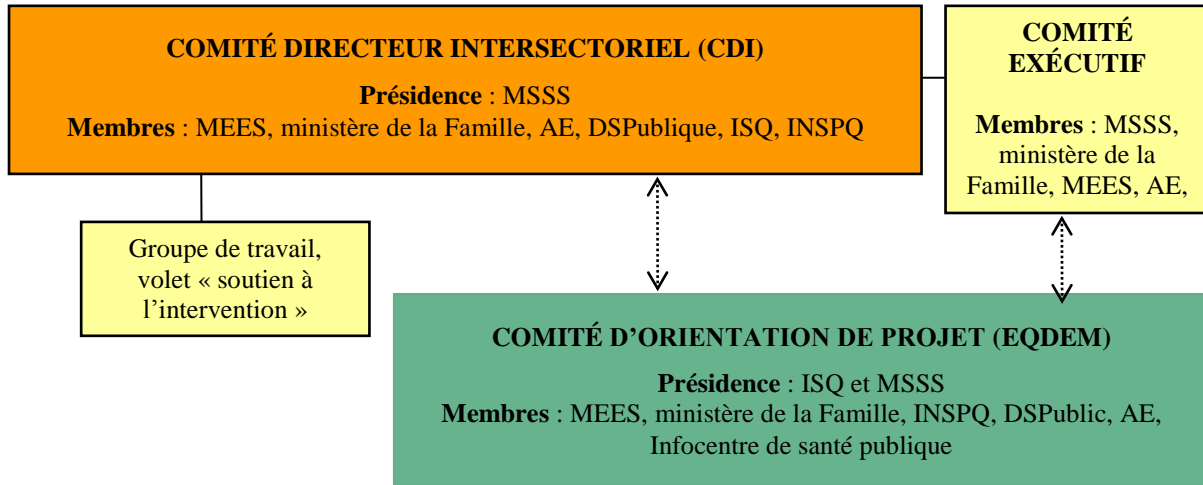 COMITÉ DIRECTEUR INTERSECTORIEL (CDI)
Présidence : MSSS
Membres : MEES, ministère de la Famille, AE, DSPublique, ISQ, INSPQ
COMITÉ
EXÉCUTIF
Membres : MSSS,
ministère de la
Famille, MEES, AE,
Groupe de travail,
volet « soutien à
l’intervention »
COMITÉ D’ORIENTATION DE PROJET (EQDEM)
Présidence : ISQ et MSSS
Membres : MEES, ministère de la Famille, INSPQ, DSPublic, AE,
Infocentre de santé publique